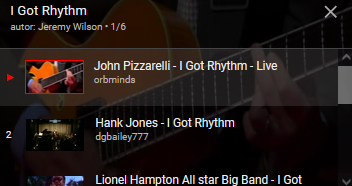 I Got Rhythm
autor: Jeremy Wilson • 1/6
John Pizzarelli - I Got Rhythm - Live
orbminds
2
Hank Jones - I Got Rhythm
dgbailey777
Lionel Hampton All star Big Band - I Got